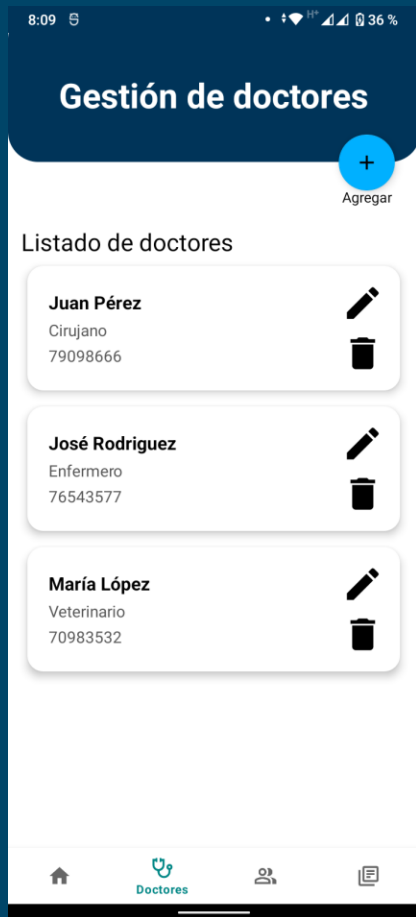 8:09
H+
36 %
Gestión de doctores
+
Agregar
Listado de doctores
Juan Pérez
Cirujano
79098666
José Rodriguez
Enfermero
76543577
María López
Veterinario
70983532
Doctores